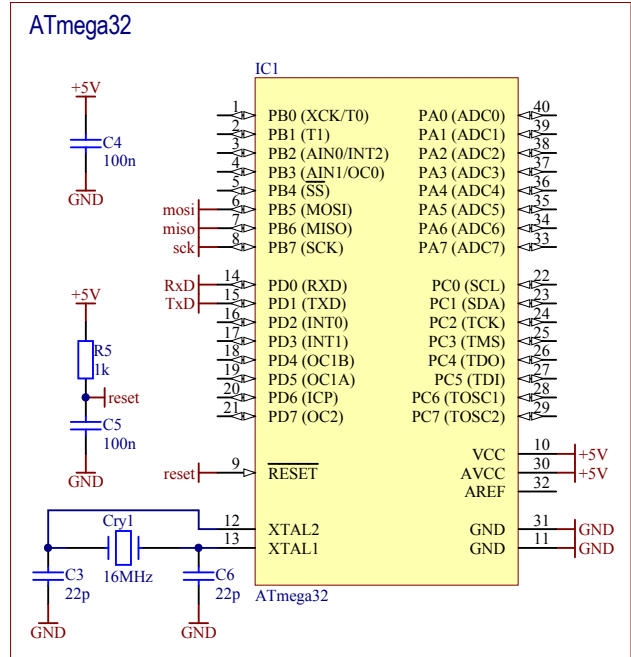 ATmega32
IC1
+5V
C4
100n
GND
1 PB0 (XCK/T0) PA0 (ADC0) 40
2 PB1 (T1) PA1 (ADC1) 39
3 PB2 (AIN0/INT2) PA2 (ADC2) 38
4 PB3 (AIN1/OC0) PA3 (ADC3) 37
5 PB4 (SS) PA4 (ADC4) 36
mosi 6 PB5 (MOSI) PA5 (ADC5) 35
miso 7 PB6 (MISO) PA6 (ADC6) 34
sck 8 PB7 (SCK) PA7 (ADC7) 33
RxD 14 PD0 (RXD) PC0 (SCL) 22
TxD 15 PD1 (TXD) PC1 (SDA) 23
16 PD2 (INT0) PC2 (TCK) 24
17 PD3 (INT1) PC3 (TMS) 25
18 PD4 (OC1B) PC4 (TDO) 26
19 PD5 (OC1A) PC5 (TDI) 27
20 PD6 (ICP) PC6 (TOSC1) 28
21 PD7 (OC2) PC7 (TOSC2) 29
+5V
R5
1k
reset
C5
100n
GND
VCC 10 +5V
reset 9 RESET AVCC 30 +5V
AREF 32
12 XTAL2 GND 31 GND
13 XTAL1 GND 11 GND
Cry1
16MHz
C3
22p
GND
C6
22p
GND
ATmega32